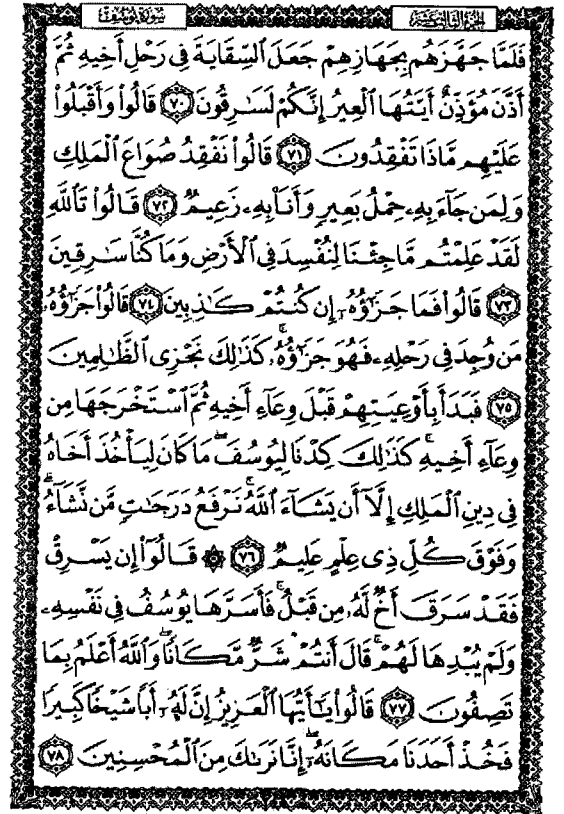 سورة يوسف
الجزء الثالث عشر
فَلَمَّا جَهَّزَهُم بِجَهَازِهِمْ جَعَلَ ٱلسِّقَايَةَ فِى رَحْلِ أَخِيهِ ثُمَّ
أَذَّنَ مُؤَذِّنٌ أَيَّتُهَا ٱلْعِيرُ إِنَّكُمْ لَسَٰرِقُونَ ٧٠ قَالُوا۟ وَأَقْبَلُوا۟
عَلَيْهِم مَّاذَا تَفْقِدُونَ ٧١ قَالُوا۟ نَفْقِدُ صُوَاعَ ٱلْمَلِكِ
وَلِمَن جَآءَ بِهِۦ حِمْلُ بَعِيرٍ وَأَنَا۠ بِهِۦ زَعِيمٌ ٧٢ قَالُوا۟ تَٱللَّهِ
لَقَدْ عَلِمْتُم مَّا جِئْنَا لِنُفْسِدَ فِى ٱلْأَرْضِ وَمَا كُنَّا سَٰرِقِينَ
٧٣ قَالُوا۟ فَمَا جَزَٰٓؤُهُۥٓ إِن كُنتُمْ كَٰذِبِينَ ٧٤ قَالُوا۟ جَزَٰٓؤُهُۥ
مَن وُجِدَ فِى رَحْلِهِۦ فَهُوَ جَزَٰٓؤُهُۥ ۚ كَذَٰلِكَ نَجْزِى ٱلظَّٰلِمِينَ
٧٥ فَبَدَأَ بِأَوْعِيَتِهِمْ قَبْلَ وِعَآءِ أَخِيهِ ثُمَّ ٱسْتَخْرَجَهَا مِن
وِعَآءِ أَخِيهِ ۚ كَذَٰلِكَ كِدْنَا لِيُوسُفَ ۖ مَا كَانَ لِيَأْخُذَ أَخَاهُ
فِى دِينِ ٱلْمَلِكِ إِلَّآ أَن يَشَآءَ ٱللَّهُ ۚ نَرْفَعُ دَرَجَٰتٍ مَّن نَّشَآءُ ۗ
وَفَوْقَ كُلِّ ذِى عِلْمٍ عَلِيمٌ ٧٦ ۞ قَالُوٓا۟ إِن يَسْرِقْ
فَقَدْ سَرَقَ أَخٌ لَّهُۥ مِن قَبْلُ ۚ فَأَسَرَّهَا يُوسُفُ فِى نَفْسِهِۦ
وَلَمْ يُبْدِهَا لَهُمْ ۚ قَالَ أَنتُمْ شَرٌّ مَّكَانًا ۖ وَٱللَّهُ أَعْلَمُ بِمَا
تَصِفُونَ ٧٧ قَالُوا۟ يَٰٓأَيُّهَا ٱلْعَزِيزُ إِنَّ لَهُۥٓ أَبًا شَيْخًا كَبِيرًا
فَخُذْ أَحَدَنَا مَكَانَهُۥٓ ۖ إِنَّا نَرَىٰكَ مِنَ ٱلْمُحْسِنِينَ ٧٨